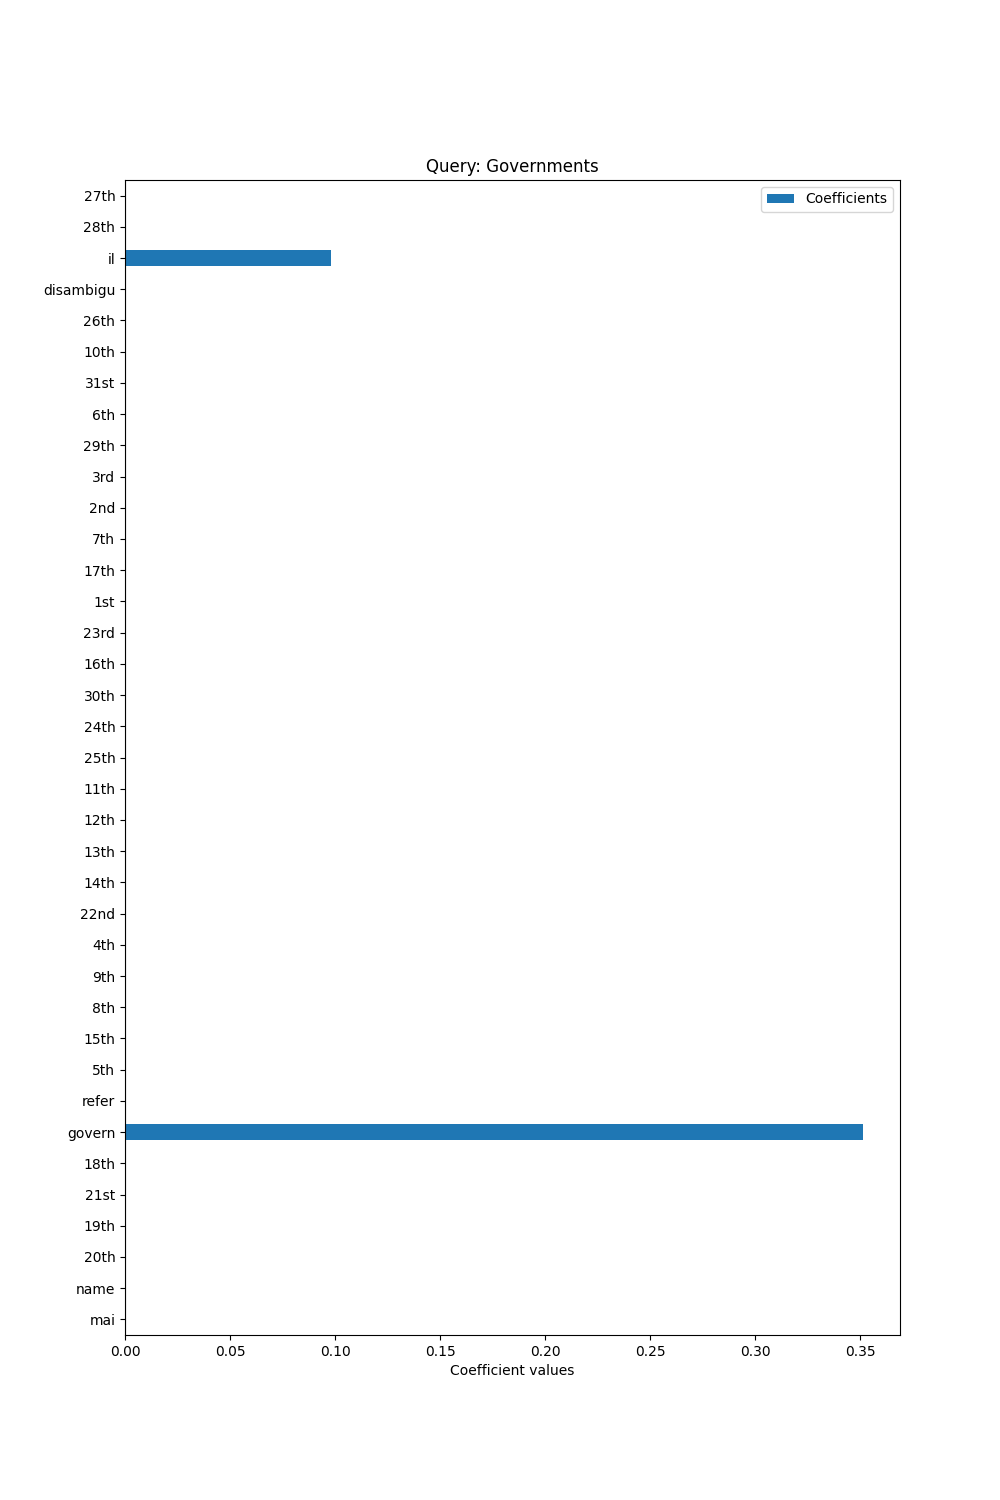 Query: Governments
Coefficients
27th
28th
il
disambigu
26th
10th
31st
6th
29th
3rd
2nd
7th
17th
1st
23rd
16th
30th
24th
25th
11th
12th
13th
14th
22nd
4th
9th
8th
15th
5th
refer
govern
18th
21st
19th
20th
name
mai
0.00 0.05 0.10 0.15 0.20 0.25 0.30 0.35
Coefficient values